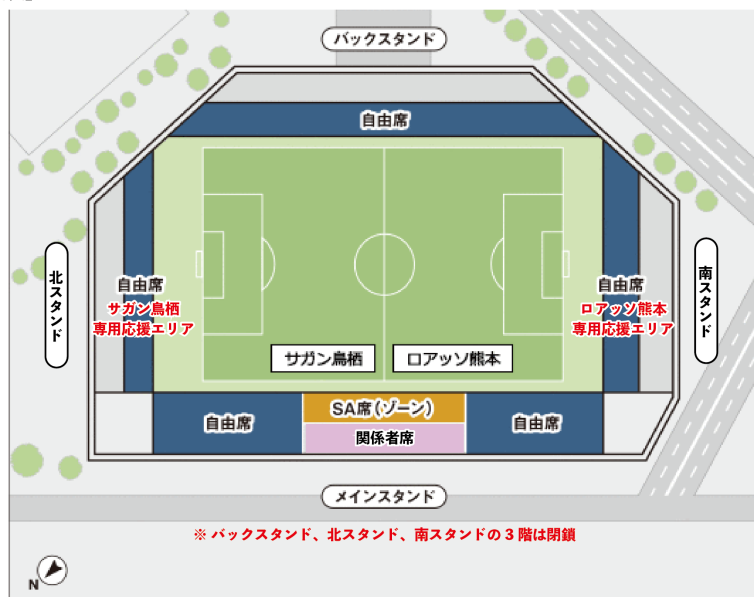 バックスタンド
自由席
北スタンド
自由席
サガン鳥栖
専用応援エリア
自由席
ロアッソ熊本
専用応援エリア
南スタンド
サガン鳥栖
ロアッソ熊本
自由席
SA席(ゾーン)
関係者席
自由席
メインスタンド
※ バックスタンド、北スタンド、南スタンドの3階は閉鎖
N